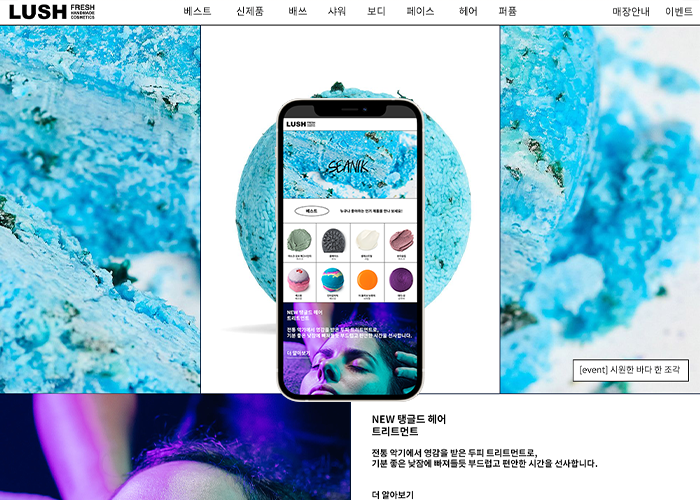 LUSH FRESH HANDMADE COSMETICS
베스트 신제품 배쓰 샤워 보디 페이스 헤어 퍼퓸 매장안내 이벤트
LUSH
SEANIK
베스트
NEW 탱글드 헤어
트리트먼트
전통 악기에서 영감을 받은 두피 트리트먼트로,
기분 좋은 낮잠에 빠져들듯 부드럽고 편안한 시간을 선사합니다.
더 알아보기
[event] 시원한 바다 한 조각
NEW 탱글드 헤어
트리트먼트
전통 악기에서 영감을 받은 두피 트리트먼트로,
기분 좋은 낮잠에 빠져들듯 부드럽고 편안한 시간을 선사합니다.
더 알아보기